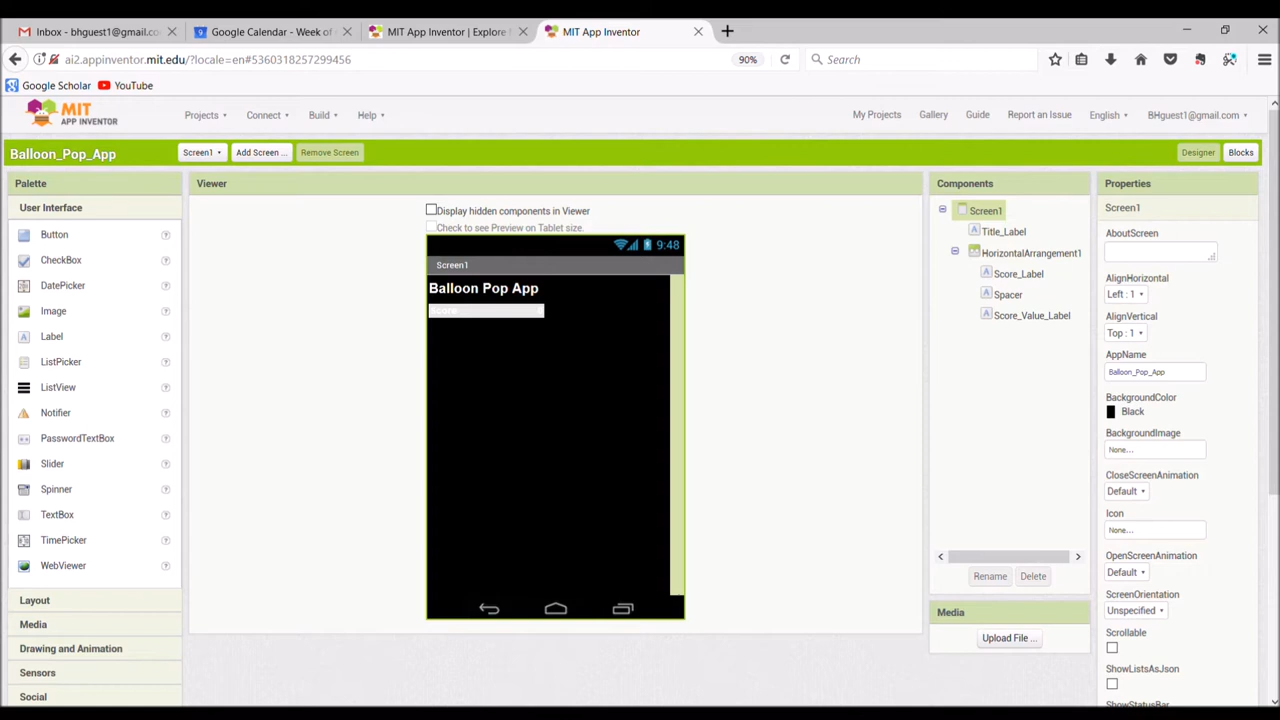 Inbox - bhguest1@gmail.co
Google Calendar - Week of
MIT App Inventor | Explore
MIT App Inventor
ai2.appinventor.mit.edu/?locale=en#5360318257299456
90%
Search
Google Scholar
YouTube
MIT
APP INVENTOR
Projects
Connect
Build
Help
My Projects
Gallery
Guide
Report an Issue
English
BHguest1@gmail.com
Balloon_Pop_App
Screen1
Add Screen ...
Remove Screen
Designer
Blocks
Palette
Viewer
Components
Properties
User Interface
Button
CheckBox
DatePicker
Image
Label
ListPicker
ListView
Notifier
PasswordTextBox
Slider
Spinner
TextBox
TimePicker
WebViewer
Layout
Media
Drawing and Animation
Sensors
Social
Display hidden components in Viewer
Check to see Preview on Tablet size.
9:48
Screen1
Balloon Pop App
Screen1
Title_Label
HorizontalArrangement1
Score_Label
Spacer
Score_Value_Label
Rename
Delete
Media
Upload File ...
Screen1
AboutScreen
AlignHorizontal
Left : 1
AlignVertical
Top : 1
AppName
Balloon_Pop_App
BackgroundColor
Black
BackgroundImage
None...
CloseScreenAnimation
Default
Icon
None...
OpenScreenAnimation
Default
ScreenOrientation
Unspecified
Scrollable
ShowListsAsJson
ShowStatusBar